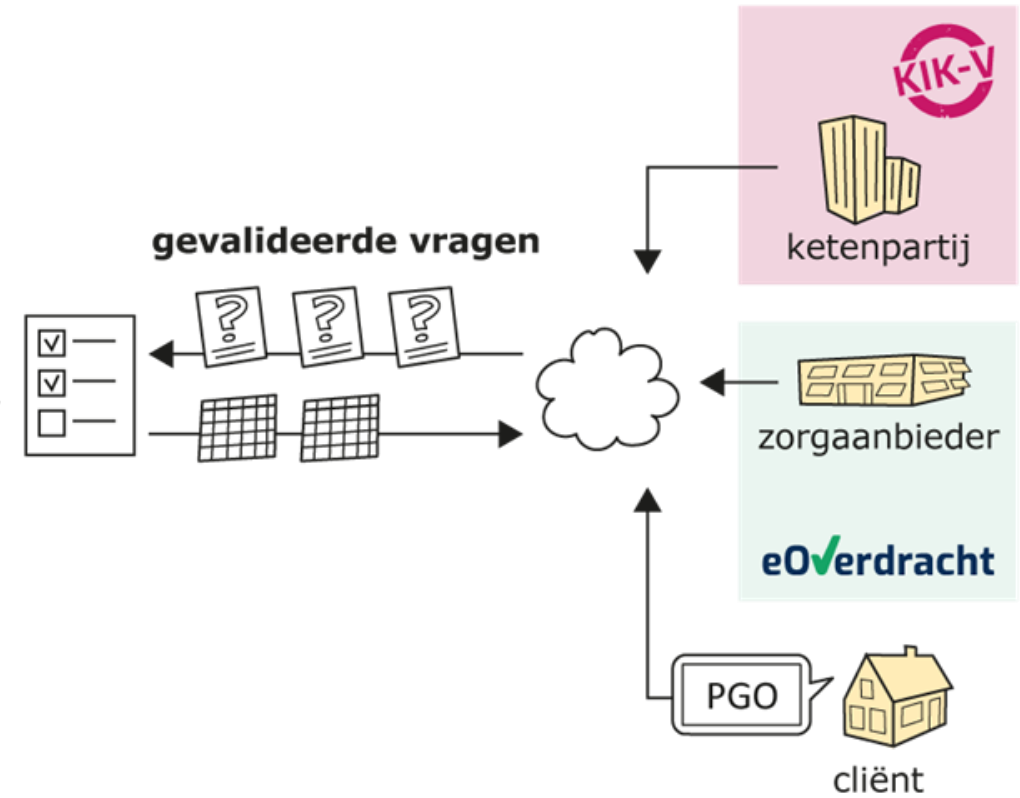 KIK-V
ketenpartij
gevalideerde vragen
? ? ?
zorgaanbieder
eOverdracht
PGO
cliënt